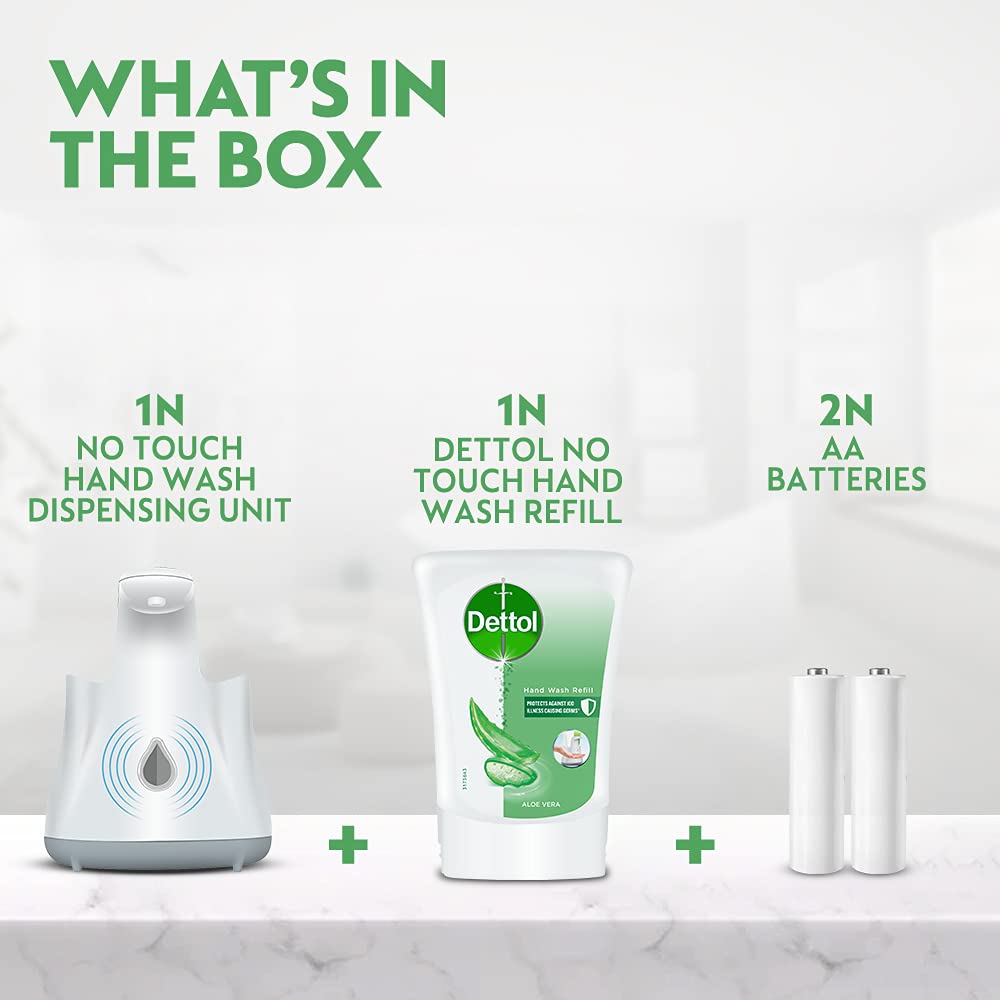 WHAT'S IN
THE BOX
1N
NO TOUCH
HAND WASH
DISPENSING UNIT
1N
DETTOL NO
TOUCH HAND
WASH REFILL
2N
AA
BATTERIES
Dettol
Hand Wash Refill
PROTECTS AGAINST 100
ILLNESS CAUSING GERMS*
ALOE VERA